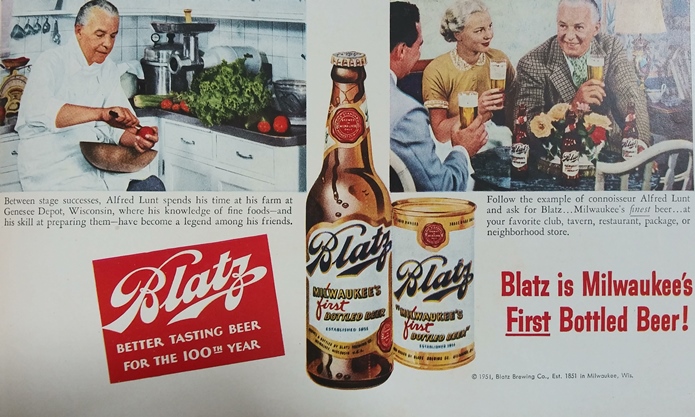 Between stage successes, Alfred Lunt spends his time at his farm at
Genesee Depot, Wisconsin, where his knowledge of fine foods—and
his skill at preparing them—have become a legend among his friends.
Follow the example of connoisseur Alfred Lunt
and ask for Blatz...Milwaukee's finest beer...at
your favorite club, tavern, restaurant, package, or
neighborhood store.
Blatz
BETTER TASTING BEER
FOR THE 100TH YEAR
Blatz
Blatz
MILWAUKEE'S
first
BOTTLED BEER
ESTABLISHED 1851
Blatz
"MILWAUKEE'S
first
BOTTLED BEER"
ESTABLISHED 1851
Blatz is Milwaukee's
First Bottled Beer!
© 1951, Blatz Brewing Co., Est. 1851 in Milwaukee, Wis.